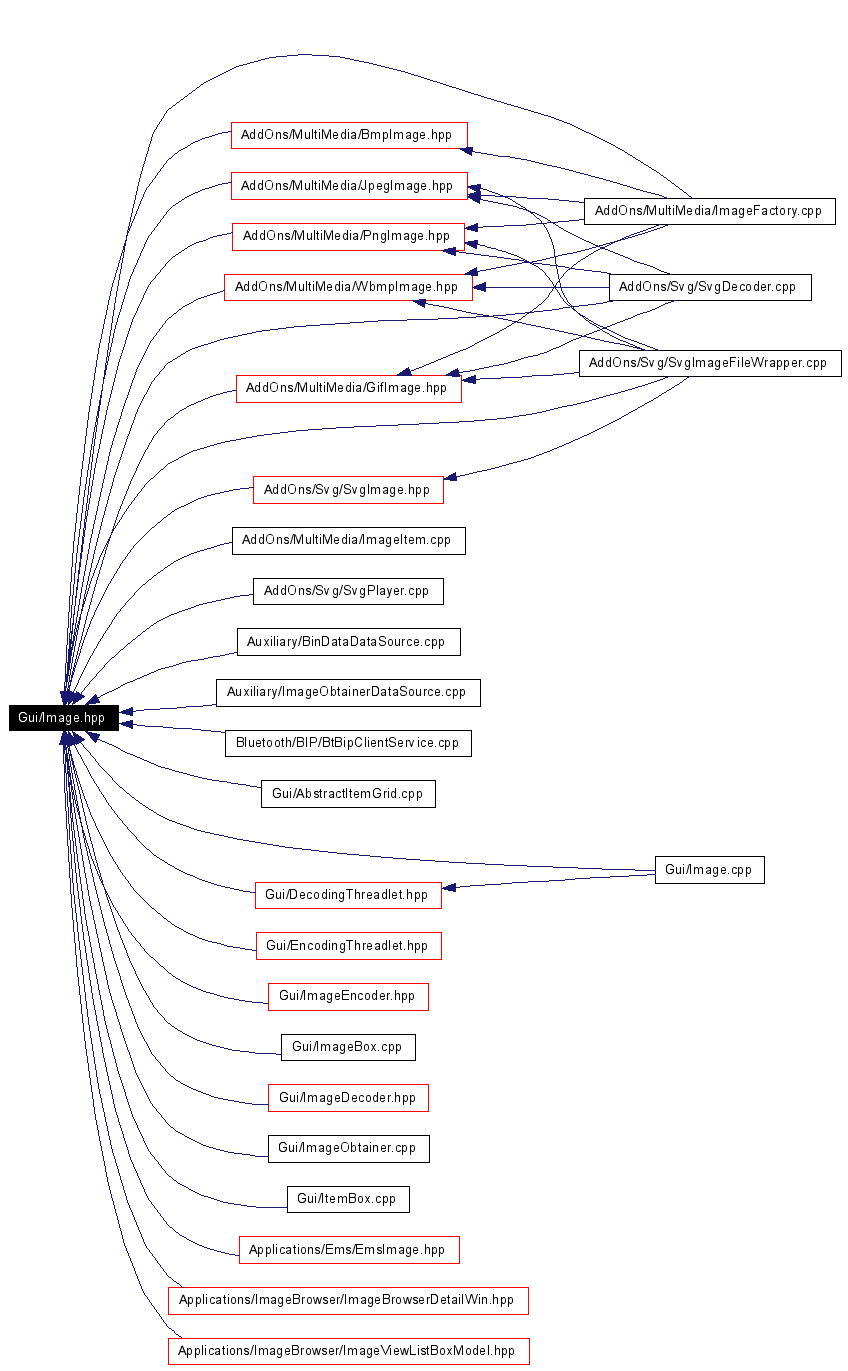 AddOns/MultiMedia/BmpImage.hpp
AddOns/MultiMedia/JpegImage.hpp
AddOns/MultiMedia/ImageFactory.cpp
AddOns/MultiMedia/PngImage.hpp
AddOns/MultiMedia/WbmpImage.hpp
AddOns/Svg/SvgDecoder.cpp
AddOns/Svg/SvgImageFileWrapper.cpp
AddOns/MultiMedia/GifImage.hpp
AddOns/Svg/SvgImage.hpp
AddOns/MultiMedia/ImageItem.cpp
AddOns/Svg/SvgPlayer.cpp
Auxiliary/BinDataDataSource.cpp
Auxiliary/ImageObtainerDataSource.cpp
Gui/Image.hpp
Bluetooth/BIP/BtBipClientService.cpp
Gui/AbstractItemGrid.cpp
Gui/Image.cpp
Gui/DecodingThreadlet.hpp
Gui/EncodingThreadlet.hpp
Gui/ImageEncoder.hpp
Gui/ImageBox.cpp
Gui/ImageDecoder.hpp
Gui/ImageObtainer.cpp
Gui/ItemBox.cpp
Applications/Ems/EmsImage.hpp
Applications/ImageBrowser/ImageBrowserDetailWin.hpp
Applications/ImageBrowser/ImageViewListBoxModel.hpp